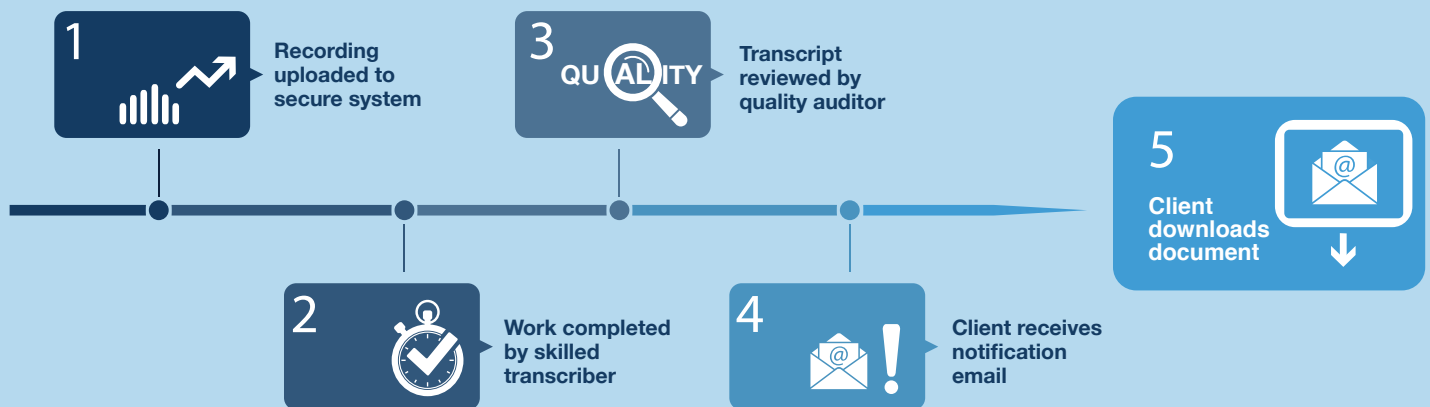 1
Recording
uploaded to
secure system
2
Work completed
by skilled
transcriber
3
QUALITY
Transcript
reviewed by
quality auditor
4
@
Client receives
notification
email
5
@
Client
downloads
document